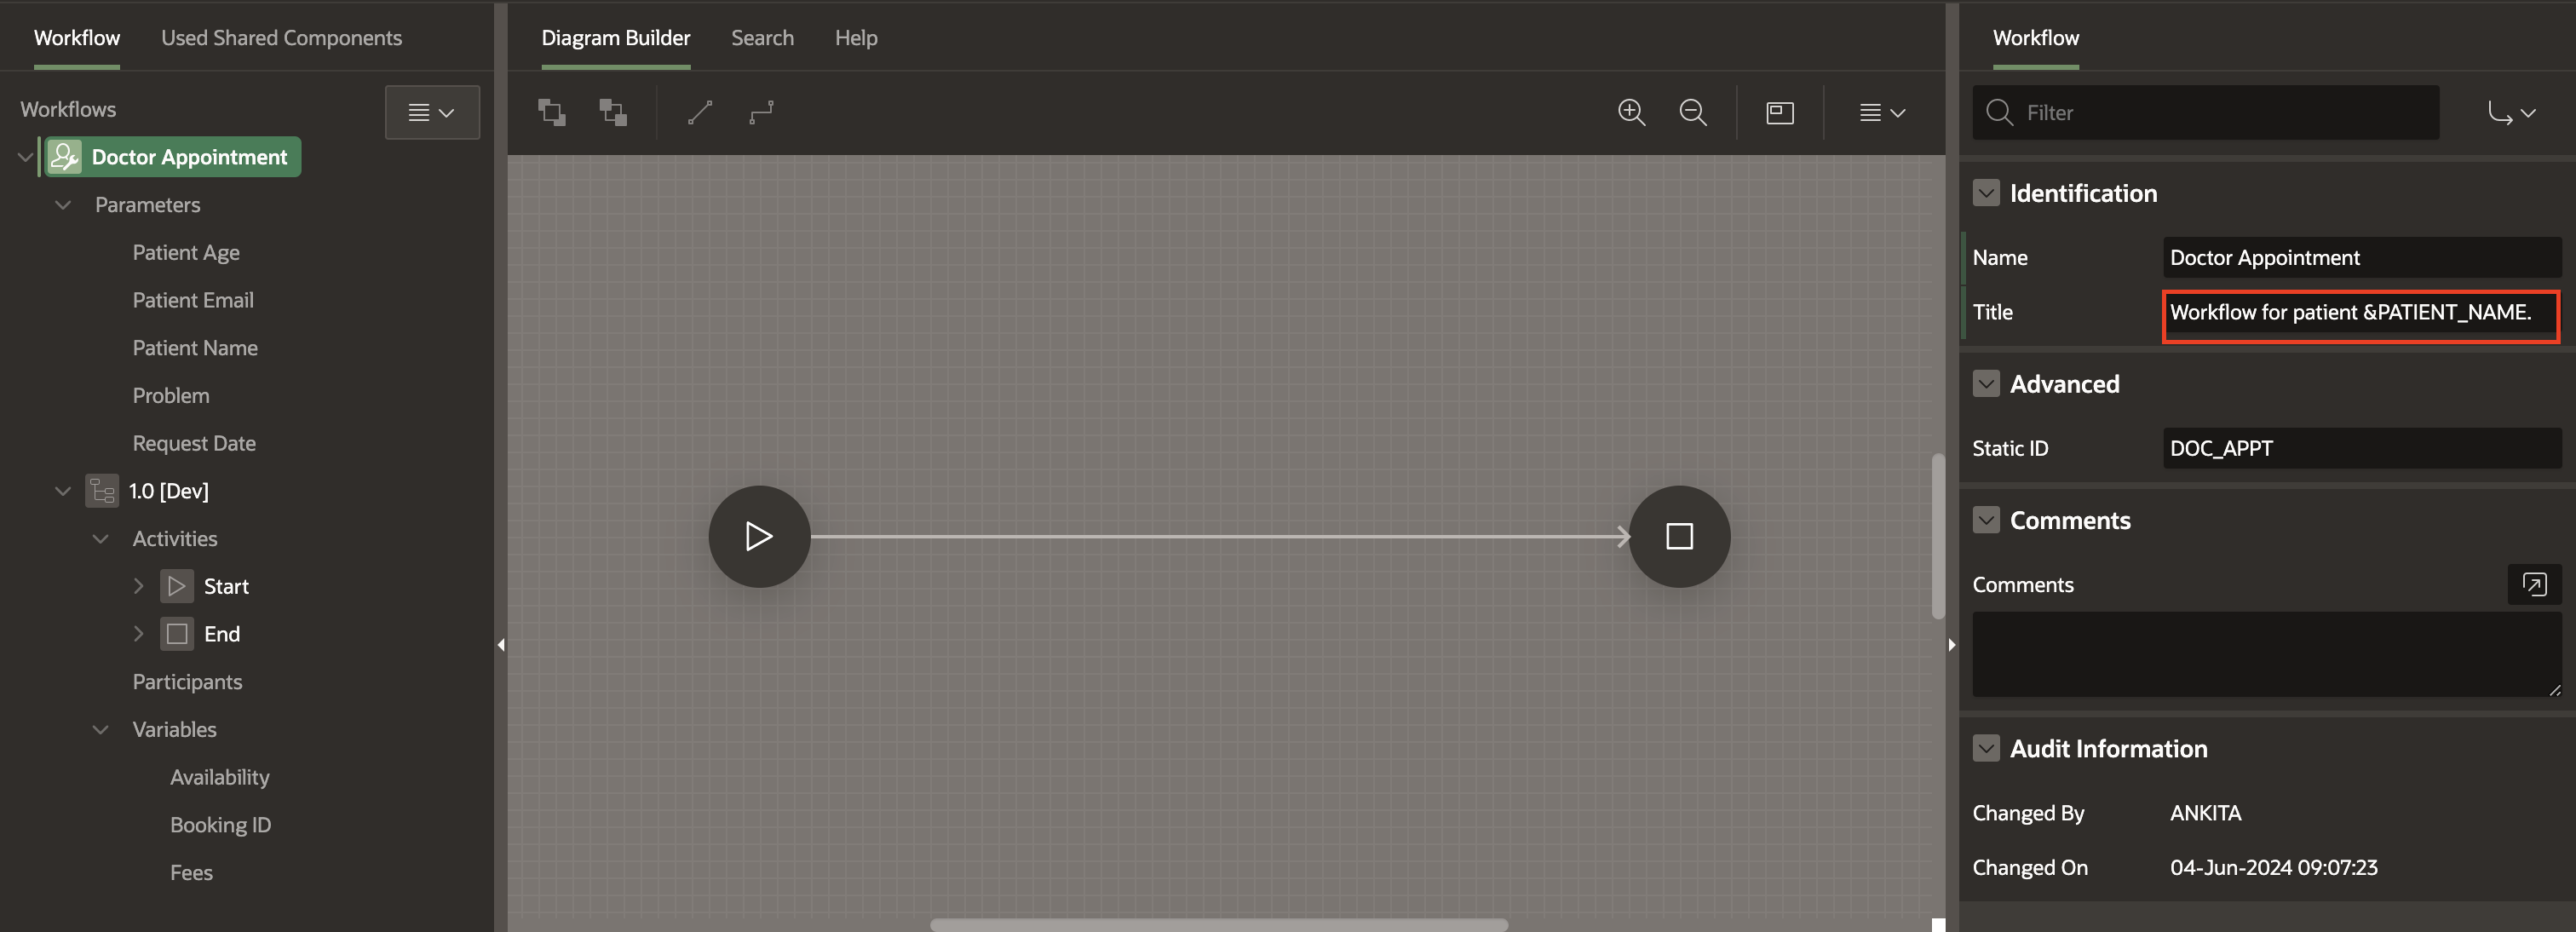 Workflow
Used Shared Components
Workflows
Doctor Appointment
Parameters
Patient Age
Patient Email
Patient Name
Problem
Request Date
1.0 [Dev]
Activities
Start
End
Participants
Variables
Availability
Booking ID
Fees
Diagram Builder
Search
Help
Workflow
Filter
Identification
Name
Doctor Appointment
Title
Workflow for patient &PATIENT_NAME.
Advanced
Static ID
DOC_APPT
Comments
Comments
Audit Information
Changed By
ANKITA
Changed On
04-Jun-2024 09:07:23